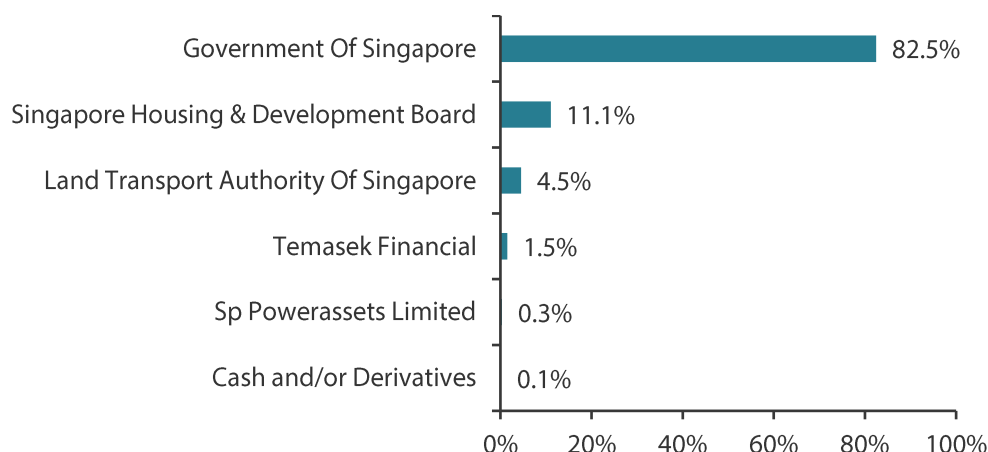 Government Of Singapore 82.5%
Singapore Housing & Development Board 11.1%
Land Transport Authority Of Singapore 4.5%
Temasek Financial 1.5%
Sp Powerassets Limited 0.3%
Cash and/or Derivatives 0.1%
0% 20% 40% 60% 80% 100%